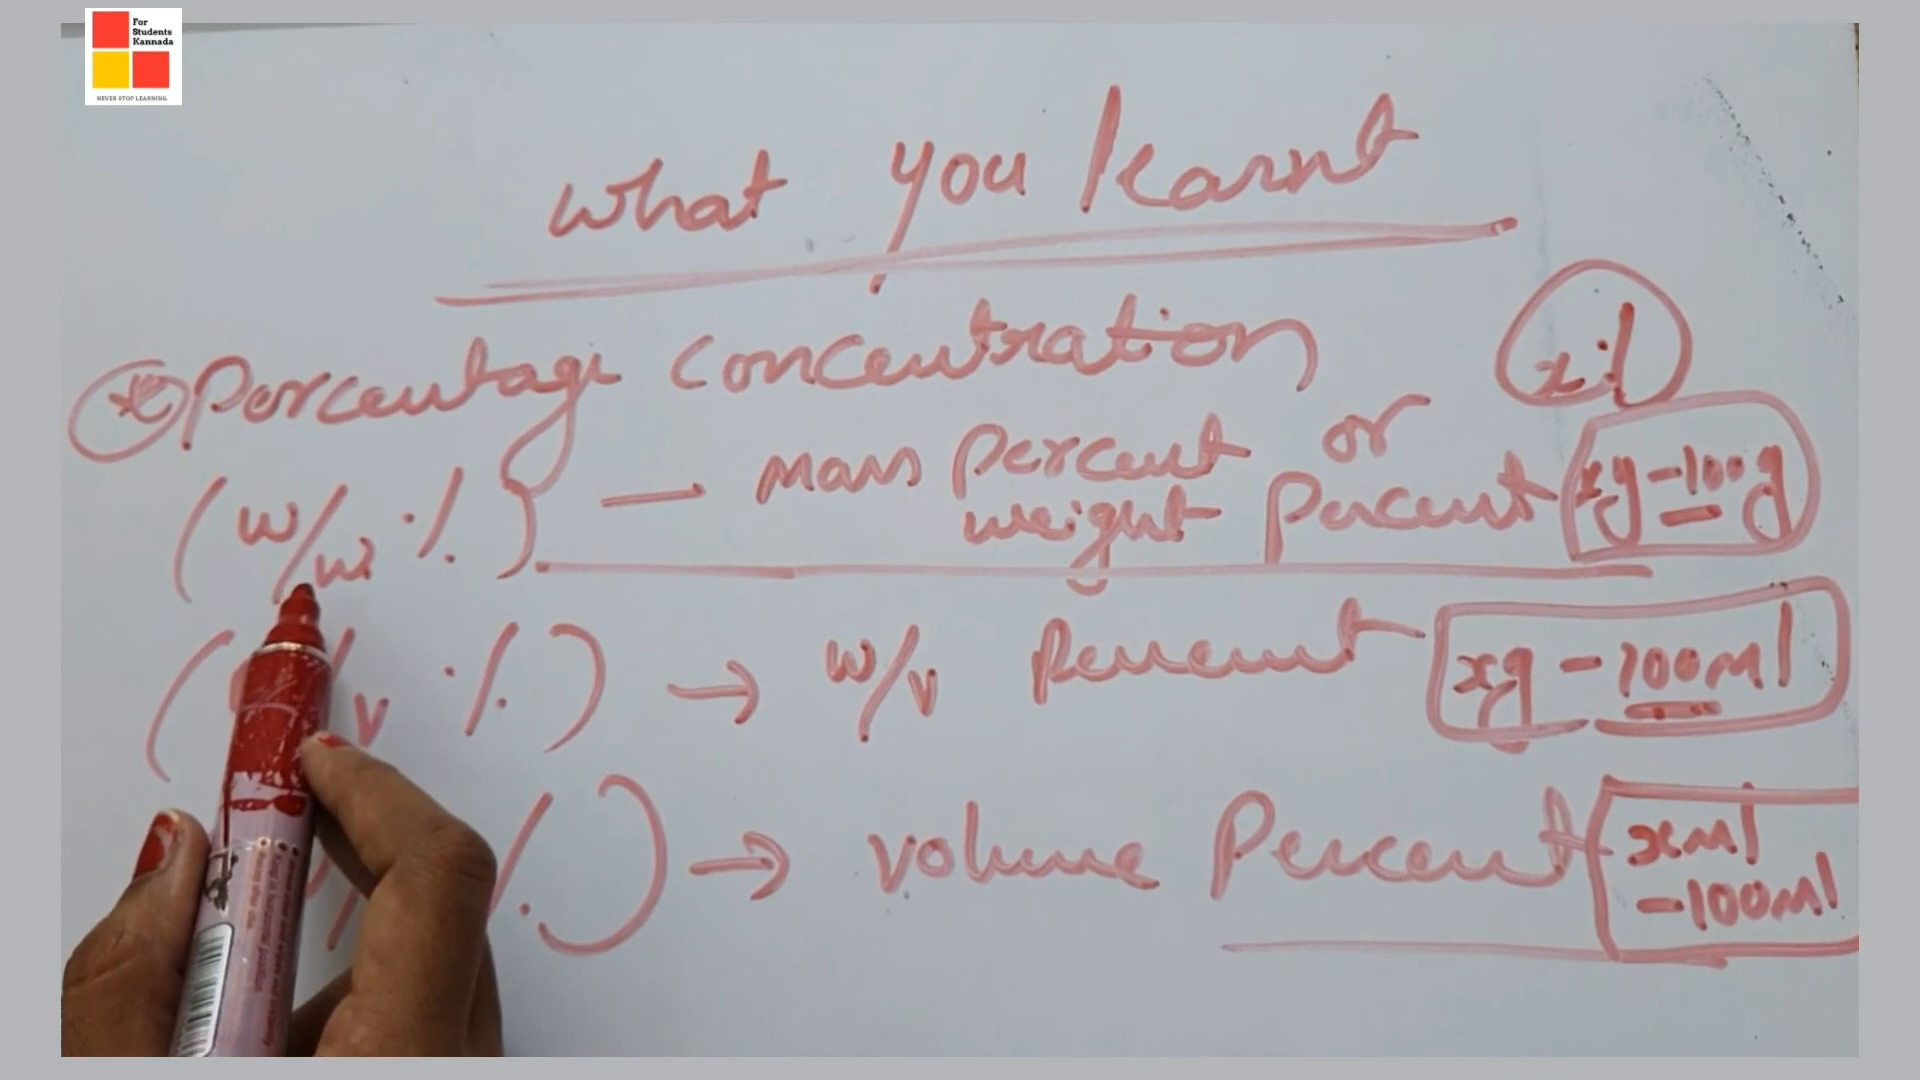 For
Students
Kannada
NEVER STOP LEARNING
What you learnt
Percentage concentration
x%
(w/w %) — mass percent or
weight percent
xg - 100g
v %) → w/v percent
xg - 100ml
%) → volume percent
xml
- 100ml